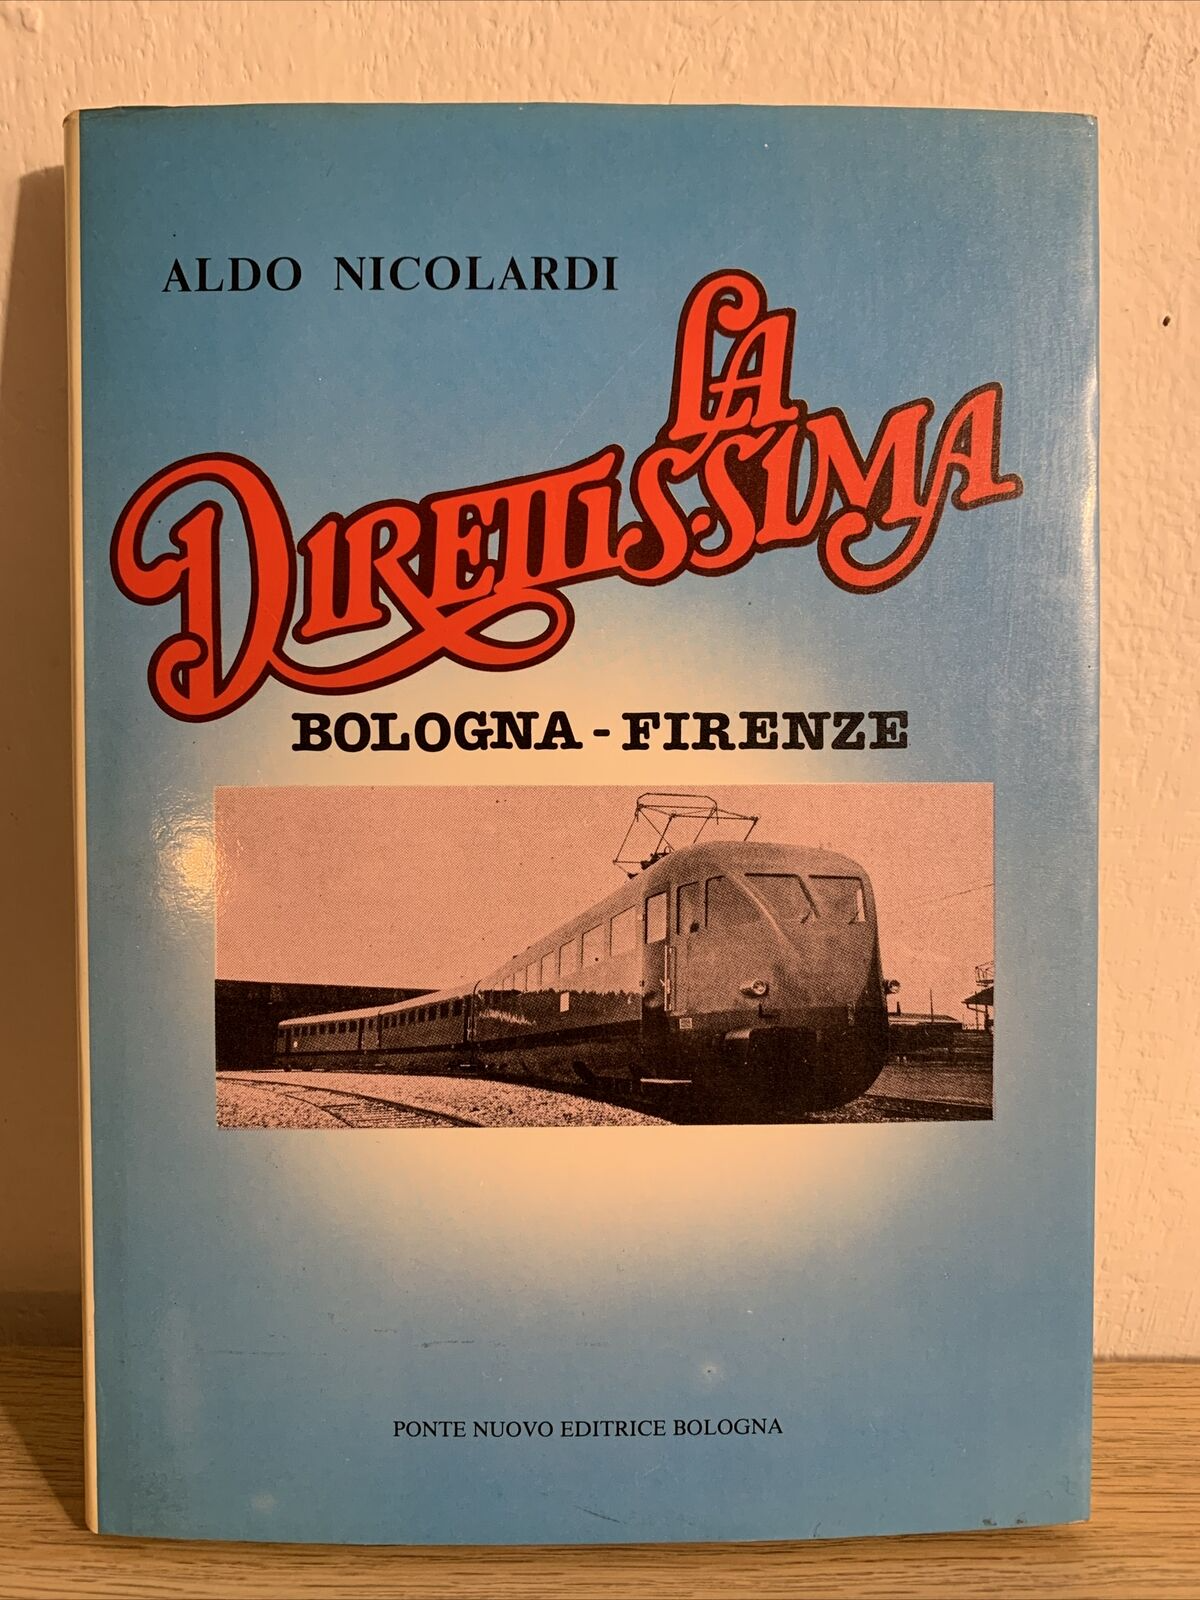 ALDO NICOLARDI
LA
DIRETTISSIMA
BOLOGNA - FIRENZE
PONTE NUOVO EDITRICE BOLOGNA